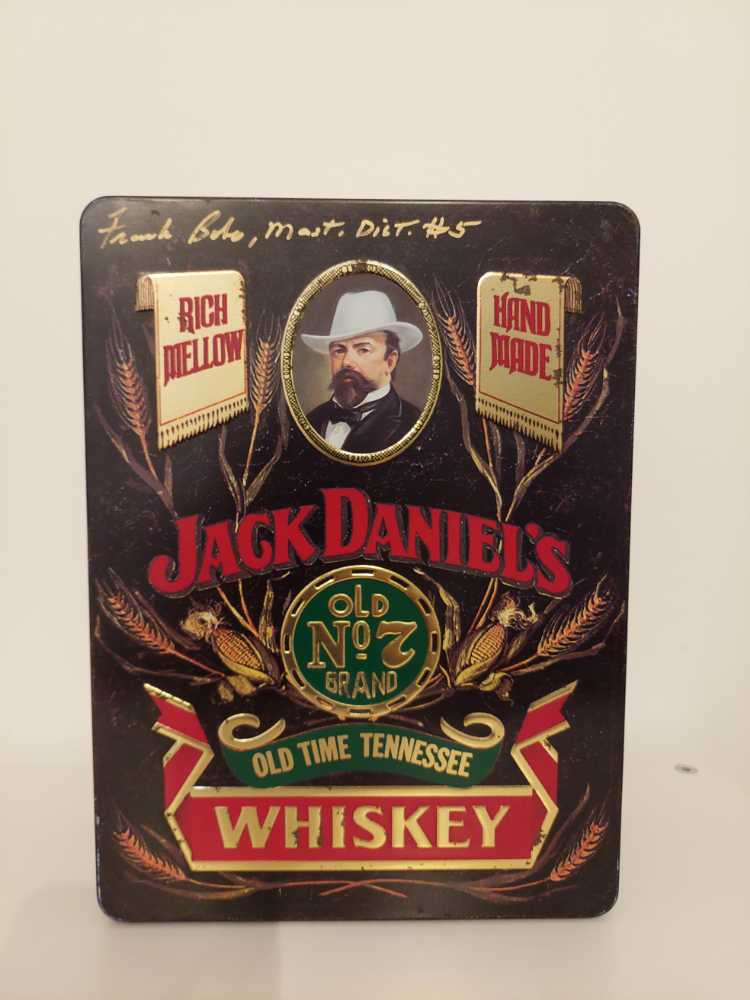 Frank Bobo, Mast. Dist. #5
RICH
MELLOW
HAND
MADE
JACK DANIEL'S
OLD
No. 7
BRAND
OLD TIME TENNESSEE
WHISKEY